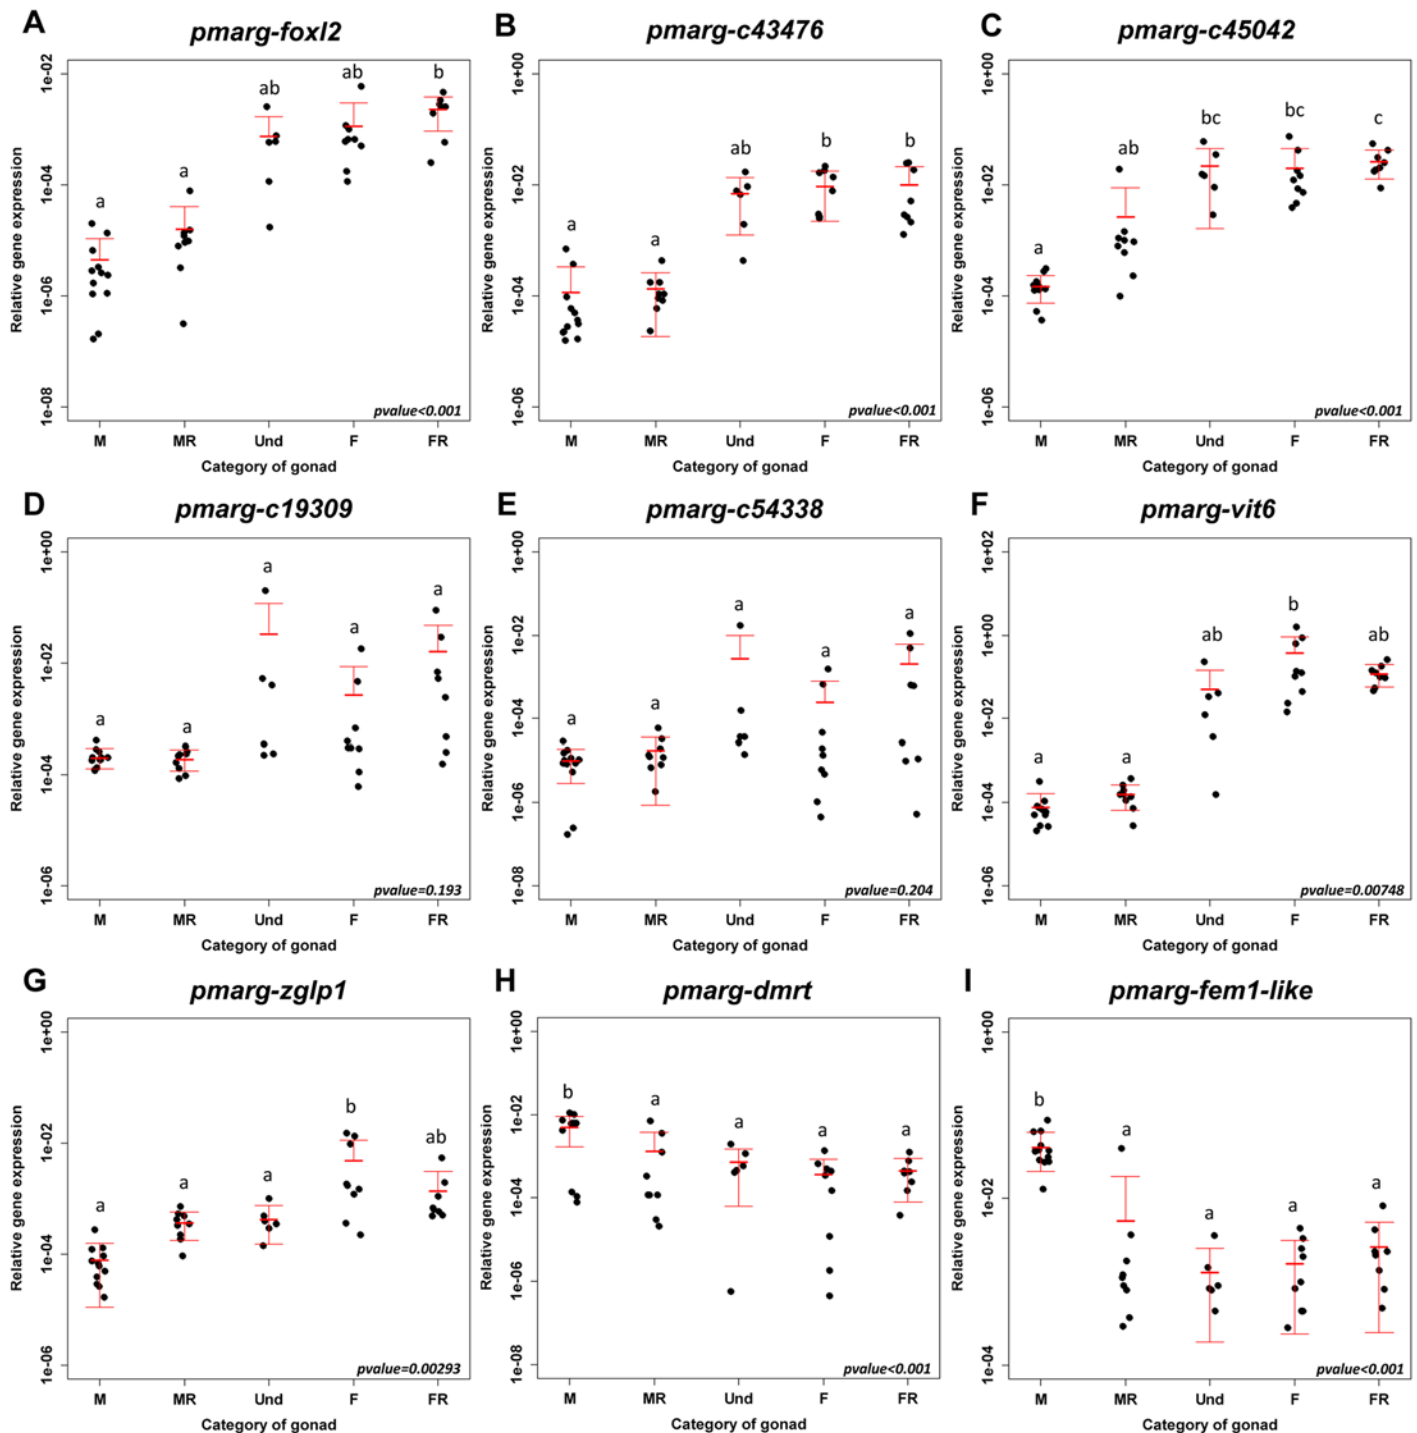 A
pmarg-foxl2
Relative gene expression
1e-02
1e-04
1e-06
1e-08
a
a
ab
ab
b
pvalue<0.001
M MR Und F FR
Category of gonad
B
pmarg-c43476
Relative gene expression
1e+00
1e-02
1e-04
1e-06
a
a
ab
b
b
pvalue<0.001
M MR Und F FR
Category of gonad
C
pmarg-c45042
Relative gene expression
1e+00
1e-02
1e-04
1e-06
a
ab
bc
bc
c
pvalue<0.001
M MR Und F FR
Category of gonad
D
pmarg-c19309
Relative gene expression
1e+00
1e-02
1e-04
1e-06
a
a
a
a
a
pvalue=0.193
M MR Und F FR
Category of gonad
E
pmarg-c54338
Relative gene expression
1e+00
1e-02
1e-04
1e-06
1e-08
a
a
a
a
a
pvalue=0.204
M MR Und F FR
Category of gonad
F
pmarg-vit6
Relative gene expression
1e+02
1e+00
1e-02
1e-04
1e-06
a
a
ab
b
ab
pvalue=0.00748
M MR Und F FR
Category of gonad
G
pmarg-zglp1
Relative gene expression
1e+00
1e-02
1e-04
1e-06
a
a
a
b
ab
pvalue=0.00293
M MR Und F FR
Category of gonad
H
pmarg-dmrt
Relative gene expression
1e+00
1e-02
1e-04
1e-06
1e-08
b
a
a
a
a
pvalue<0.001
M MR Und F FR
Category of gonad
I
pmarg-fem1-like
Relative gene expression
1e+00
1e-02
1e-04
b
a
a
a
a
pvalue<0.001
M MR Und F FR
Category of gonad